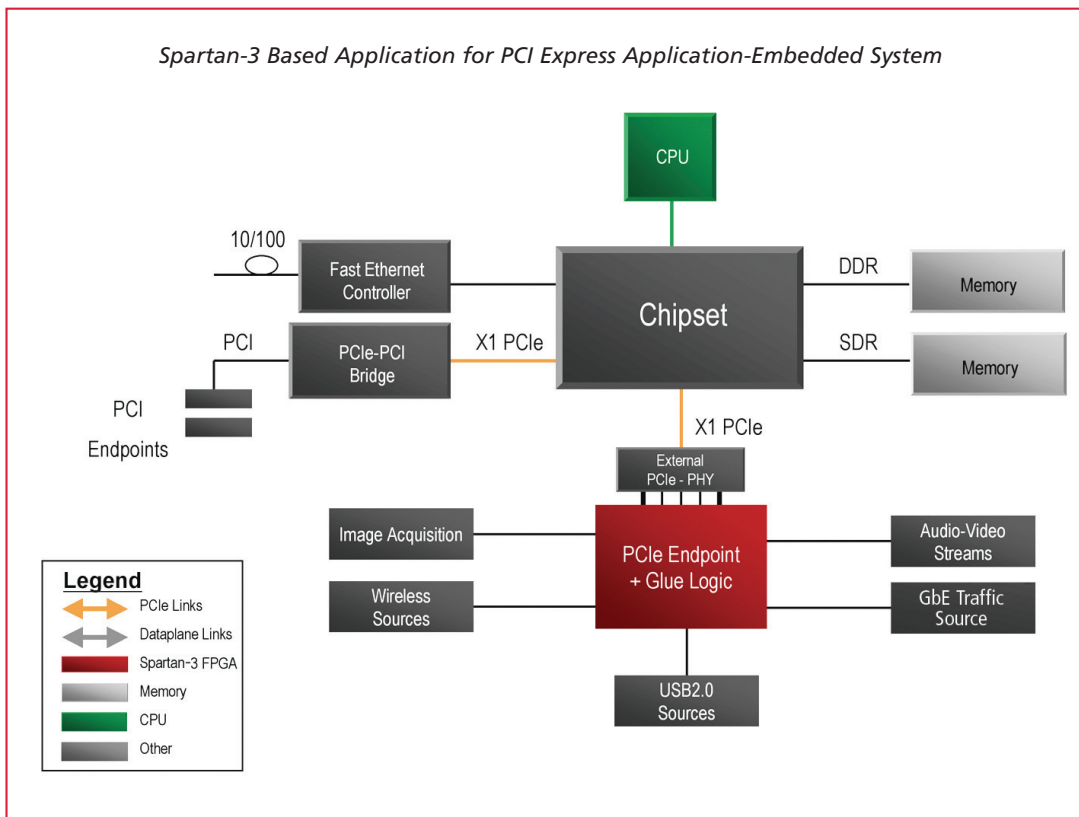 Spartan-3 Based Application for PCI Express Application-Embedded System
CPU
10/100
Fast Ethernet
Controller
Chipset
DDR
Memory
PCI
PCIe-PCI
Bridge
X1 PCIe
SDR
Memory
PCI
Endpoints
X1 PCIe
External
PCIe - PHY
Image Acquisition
PCIe Endpoint
+ Glue Logic
Audio-Video
Streams
Wireless
Sources
GbE Traffic
Source
USB2.0
Sources
Legend
PCIe Links
Dataplane Links
Spartan-3 FPGA
Memory
CPU
Other